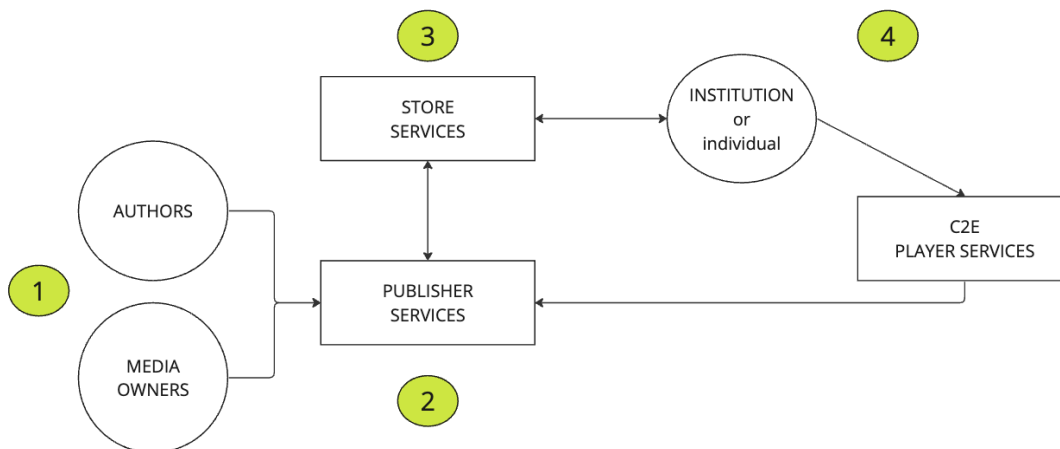 3
4
STORE
SERVICES
INSTITUTION
or
individual
AUTHORS
C2E
PLAYER SERVICES
1
PUBLISHER
SERVICES
MEDIA
OWNERS
2